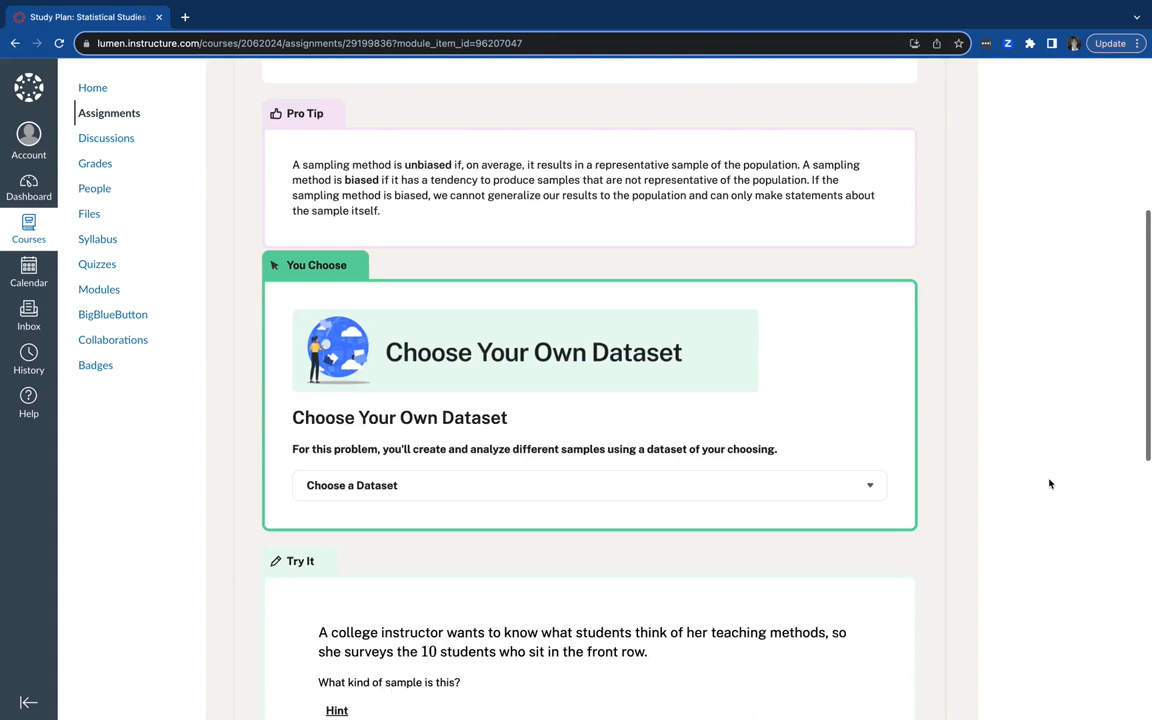 Study Plan: Statistical Studies
lumen.instructure.com/courses/2062024/assignments/29199836?module_item_id=96207047
Z
Update
Account
Dashboard
Courses
Calendar
Inbox
History
Help
Home
Assignments
Discussions
Grades
People
Files
Syllabus
Quizzes
Modules
BigBlueButton
Collaborations
Badges
Pro Tip
A sampling method is unbiased if, on average, it results in a representative sample of the population. A sampling
method is biased if it has a tendency to produce samples that are not representative of the population. If the
sampling method is biased, we cannot generalize our results to the population and can only make statements about
the sample itself.
You Choose
Choose Your Own Dataset
Choose Your Own Dataset
For this problem, you'll create and analyze different samples using a dataset of your choosing.
Choose a Dataset
Try It
A college instructor wants to know what students think of her teaching methods, so
she surveys the 10 students who sit in the front row.
What kind of sample is this?
Hint